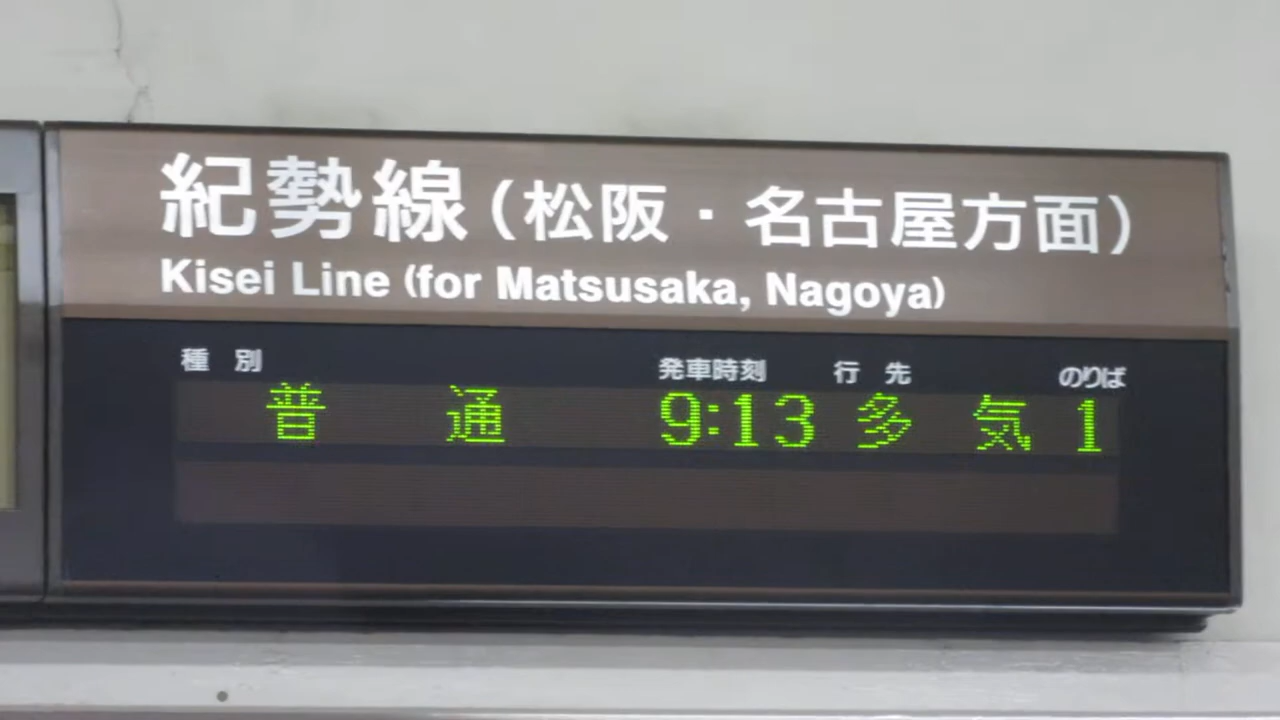 紀勢線(松阪・名古屋方面)
Kisei Line (for Matsusaka, Nagoya)
種別 発車時刻 行先 のりば
普通 9:13 多気 1